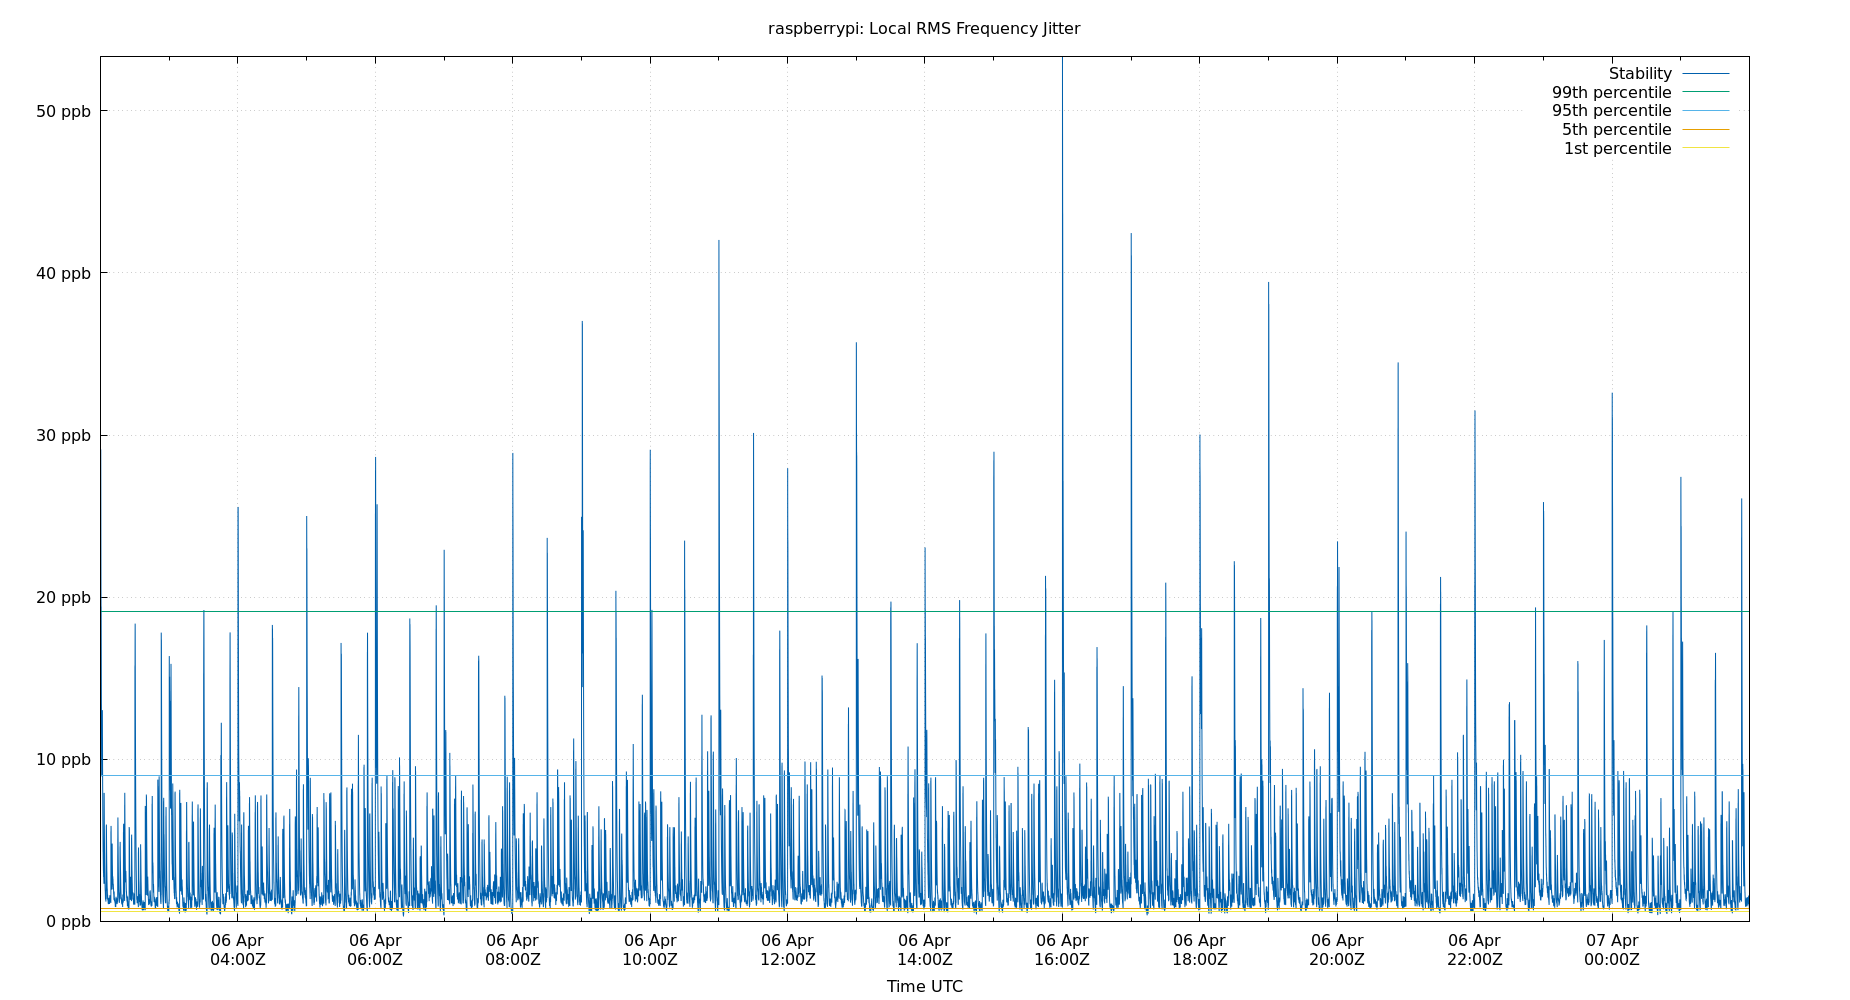 raspberrypi: Local RMS Frequency Jitter
Stability
99th percentile
95th percentile
5th percentile
1st percentile
50 ppb
40 ppb
30 ppb
20 ppb
10 ppb
0 ppb
06 Apr 06 Apr 06 Apr 06 Apr 06 Apr 06 Apr 06 Apr 06 Apr 06 Apr 06 Apr 07 Apr
04:00Z 06:00Z 08:00Z 10:00Z 12:00Z 14:00Z 16:00Z 18:00Z 20:00Z 22:00Z 00:00Z
Time UTC